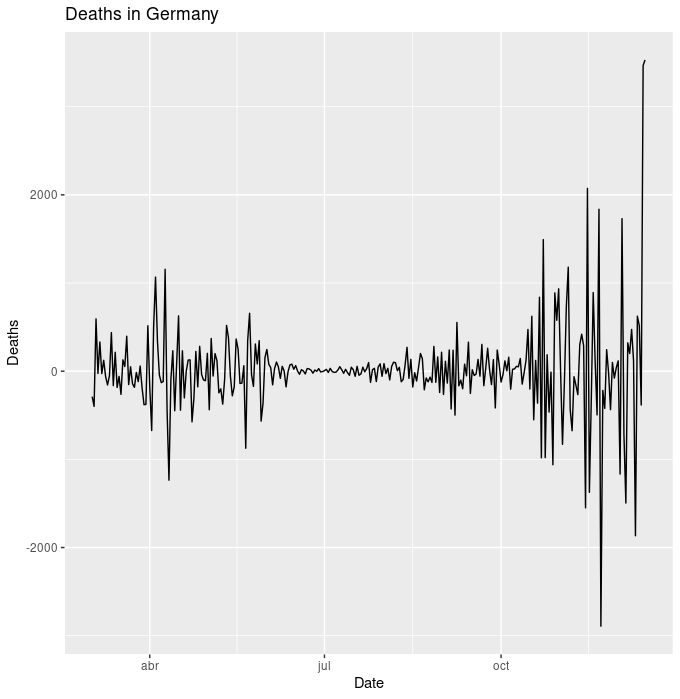 Deaths in Germany
Deaths
2000
0
-2000
abr
jul
oct
Date